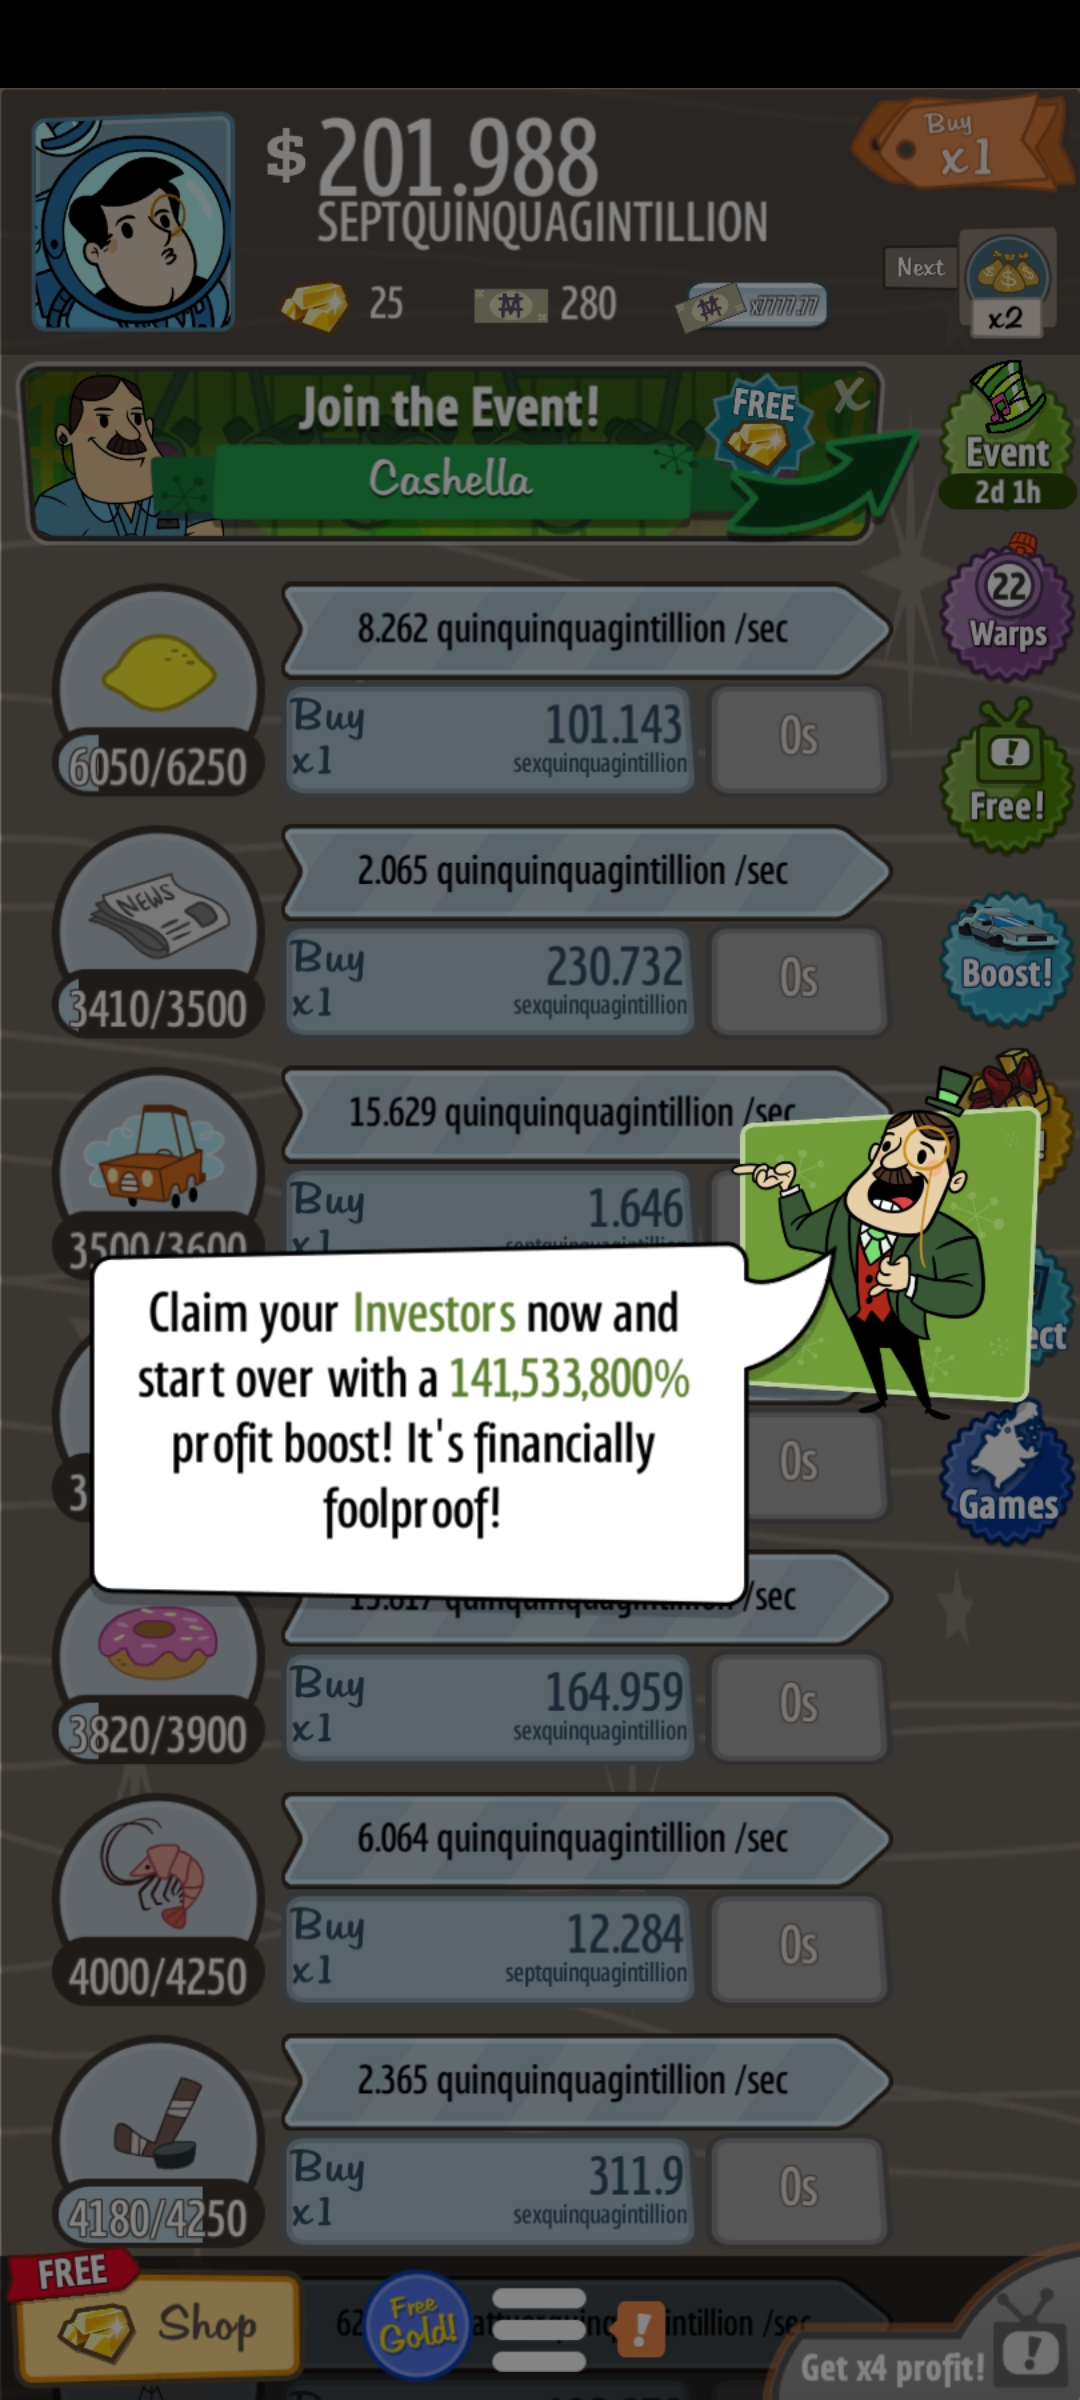 $ 201.988
SEPTQUINQUAGINTILLION
Buy
x1
25
280
x7777.77
Next
x2
Join the Event!
Cashella
FREE
X
Event
2d 1h
22
Warps
Free!
Boost!
8.262 quinquinquagintillion /sec
Buy
x1
101.143
sexquinquagintillion
0s
6050/6250
NEWS
2.065 quinquinquagintillion /sec
Buy
x1
230.732
sexquinquagintillion
0s
3410/3500
15.629 quinquinquagintillion /sec
Buy
x1
1.646
septquinquagintillion
3500/3600
Claim your Investors now and
start over with a 141,533,800%
profit boost! It's financially
foolproof!
ect
0s
3
Games
15.817 quinquinquagintillion /sec
Buy
x1
164.959
sexquinquagintillion
0s
3820/3900
6.064 quinquinquagintillion /sec
Buy
x1
12.284
septquinquagintillion
0s
4000/4250
2.365 quinquinquagintillion /sec
Buy
x1
311.9
sexquinquagintillion
0s
4180/4250
FREE
Shop
Free
Gold!
62
intillion /sec
!
Get x4 profit!
!